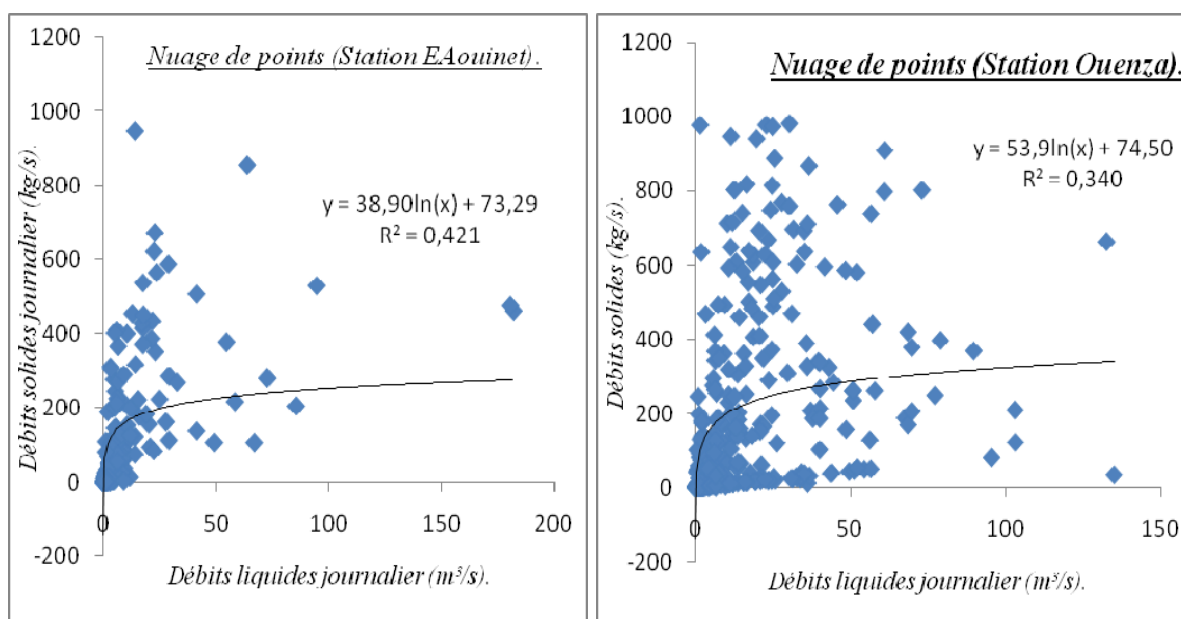 Nuage de points (Station EAouinet).
y = 38,90ln(x) + 73,29
R² = 0,421
Débits solides journalier (kg/s).
1200
1000
800
600
400
200
0
-200
0
50
100
150
200
Débits liquides journalier (m³/s).
Nuage de points (Station Ouenza).
y = 53,9ln(x) + 74,50
R² = 0,340
Débits solides (kg/s).
1200
1000
800
600
400
200
0
-200
0
50
100
150
Débits liquides journalier (m³/s).